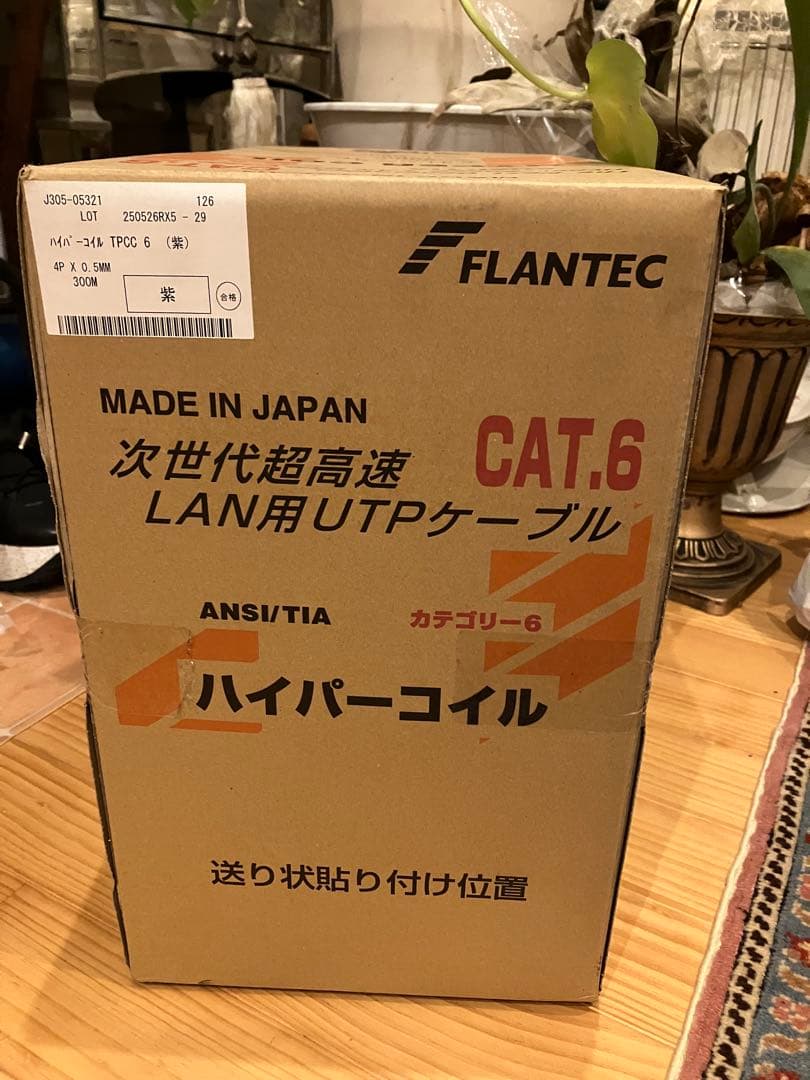 J305-05321 126
LOT 250526RX5 - 29
ﾊｲﾊﾟｰｺｲﾙ TPCC 6 (紫)
4P X 0.5MM
300M
紫
合格
FLANTEC
MADE IN JAPAN
CAT.6
次世代超高速
LAN用UTPケーブル
ANSI/TIA
カテゴリー6
ハイパーコイル
送り状貼り付け位置